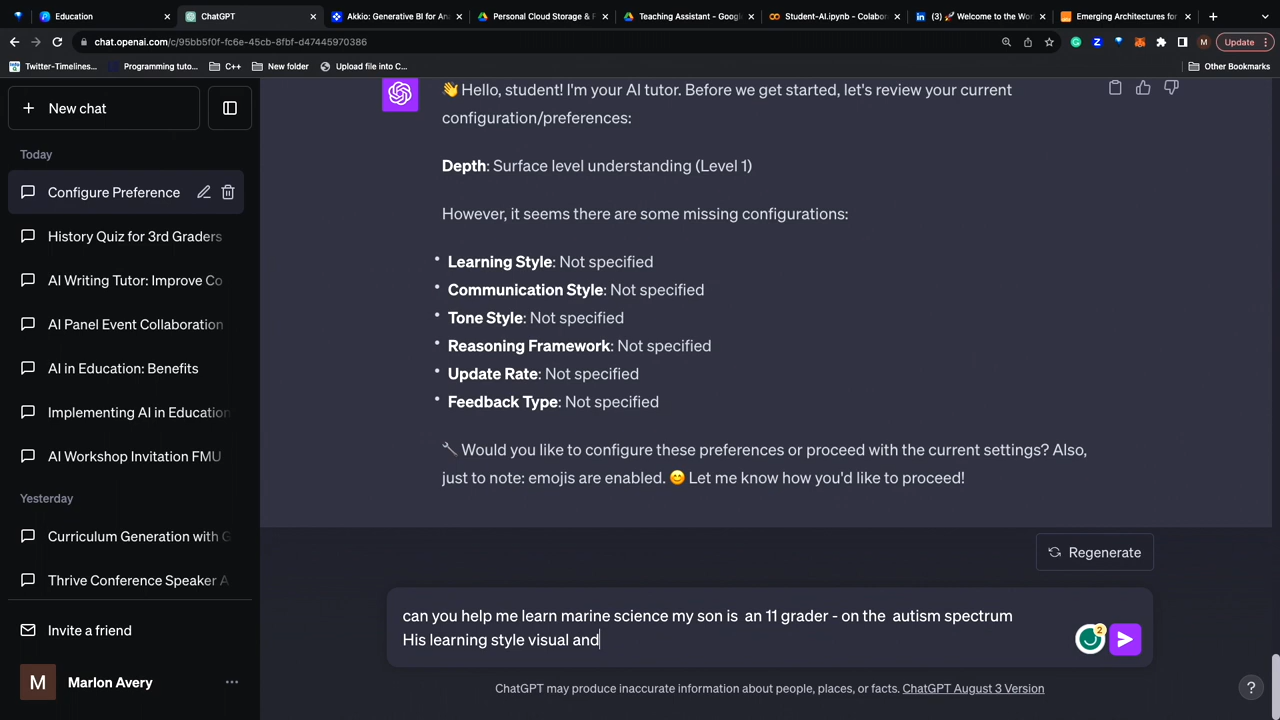 Education
ChatGPT
Akkio: Generative BI for An
Personal Cloud Storage & F
Teaching Assistant - Google
Student-AI.ipynb - Colabora
(3) 🚀 Welcome to the Wor
Emerging Architectures for
chat.openai.com/c/95bb5f0f-fc6e-45cb-8fbf-d47445970386
M
Update
Twitter-Timelines...
Programming tuto...
C++
New folder
Upload file into C...
Other Bookmarks
New chat
Today
Configure Preference
History Quiz for 3rd Graders
AI Writing Tutor: Improve Co
AI Panel Event Collaboration
AI in Education: Benefits
Implementing AI in Education
AI Workshop Invitation FMU
Yesterday
Curriculum Generation with G
Thrive Conference Speaker A
Invite a friend
M
Marlon Avery
👋 Hello, student! I'm your AI tutor. Before we get started, let's review your current
configuration/preferences:
Depth: Surface level understanding (Level 1)
However, it seems there are some missing configurations:
• Learning Style: Not specified
• Communication Style: Not specified
• Tone Style: Not specified
• Reasoning Framework: Not specified
• Update Rate: Not specified
• Feedback Type: Not specified
🔧 Would you like to configure these preferences or proceed with the current settings? Also,
just to note: emojis are enabled. 😊 Let me know how you'd like to proceed!
Regenerate
can you help me learn marine science my son is  an 11 grader - on the  autism spectrum
His learning style visual and
2
ChatGPT may produce inaccurate information about people, places, or facts. ChatGPT August 3 Version
?